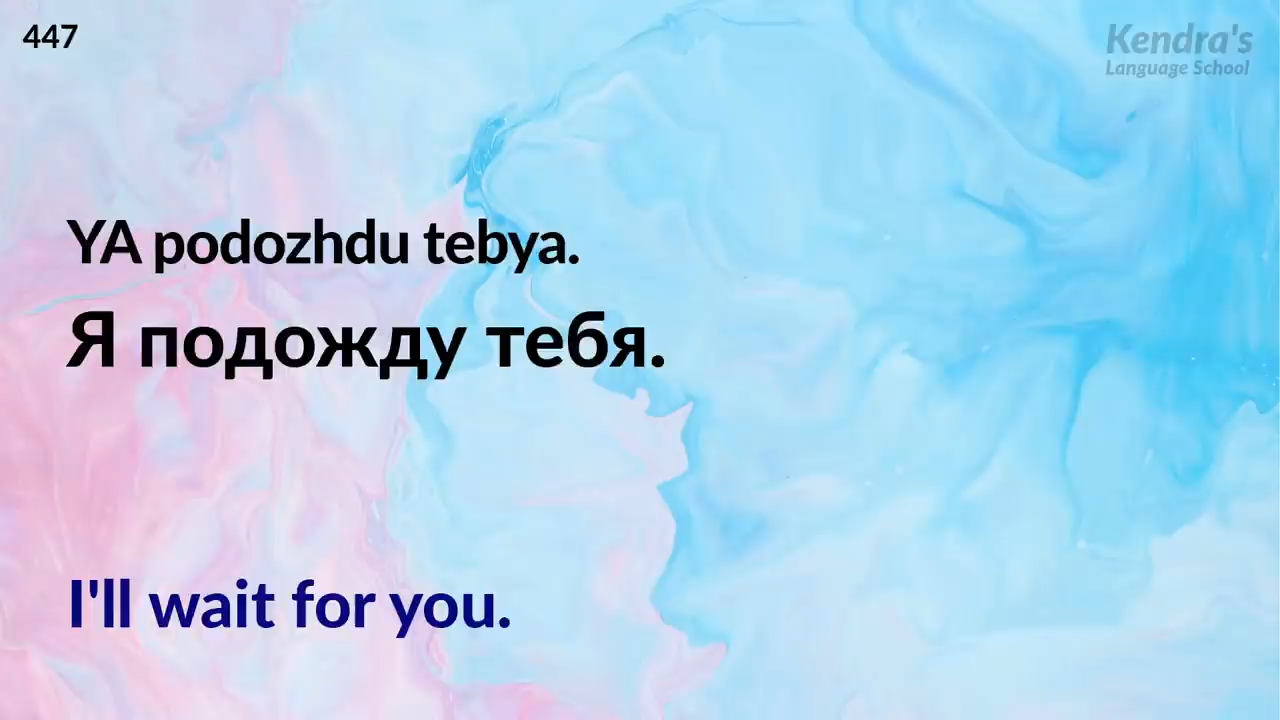 447
Kendra's
Language School
YA podozhdu tebya.
Я подожду тебя.
I'll wait for you.